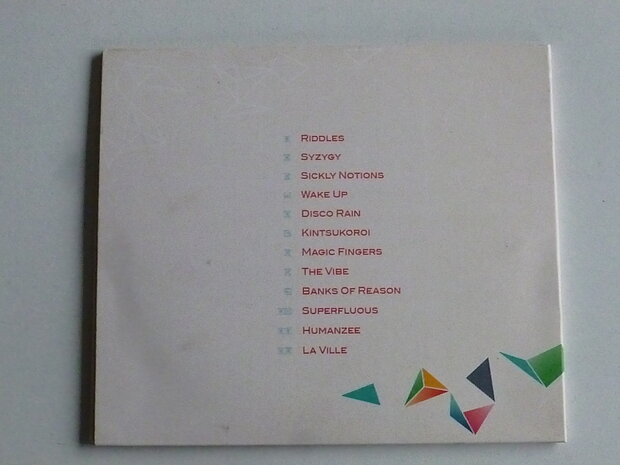 Riddles
Syzygy
Sickly Notions
Wake Up
Disco Rain
Kintsukoroi
Magic Fingers
The Vibe
Banks Of Reason
Superfluous
Humanzee
La Ville